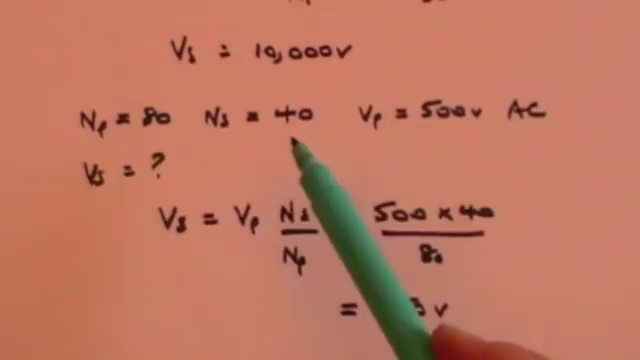 Vs = 10,000v
Np = 80 Ns = 40 Vp = 500v AC
Vs = ?
Vs = Vp Ns/Np 500 x 40/80
= v